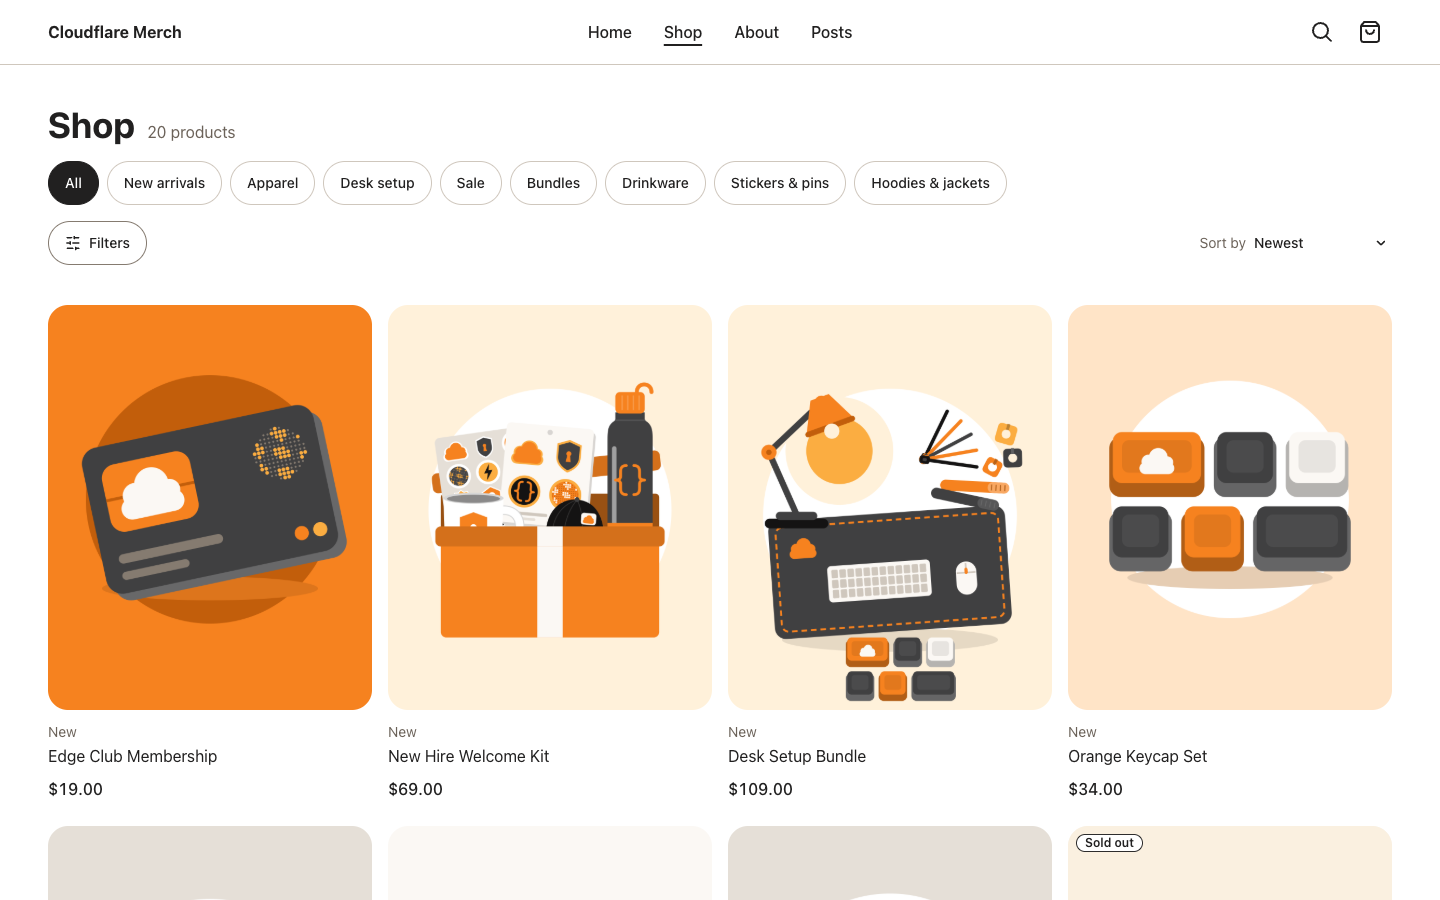 Cloudflare Merch
Home
Shop
About
Posts
Shop
20 products
All
New arrivals
Apparel
Desk setup
Sale
Bundles
Drinkware
Stickers & pins
Hoodies & jackets
Filters
Sort by Newest
New
Edge Club Membership
$19.00
New
New Hire Welcome Kit
$69.00
New
Desk Setup Bundle
$109.00
New
Orange Keycap Set
$34.00
Sold out